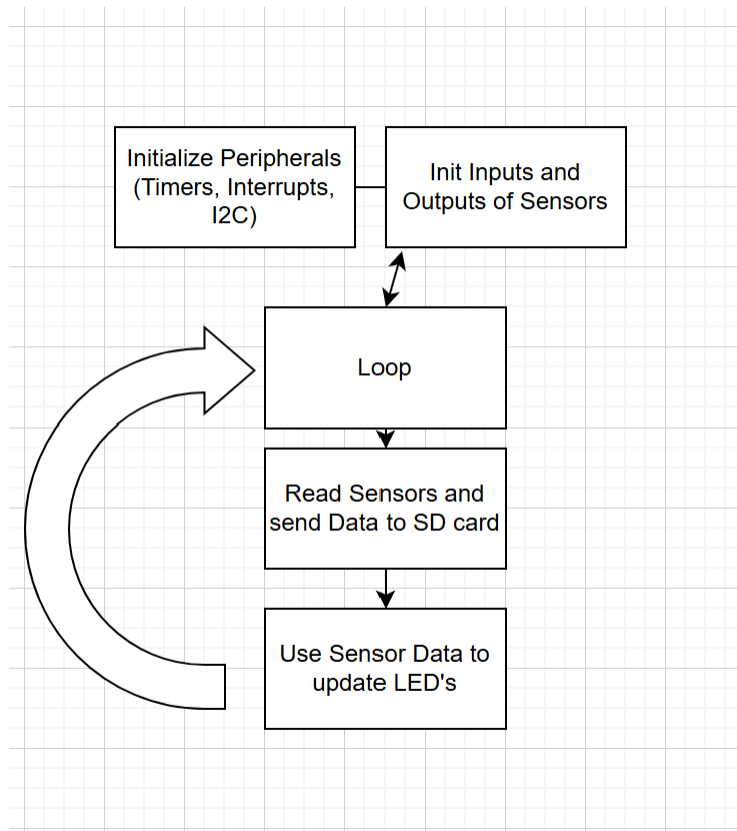 Initialize Peripherals
(Timers, Interrupts,
I2C)
Init Inputs and
Outputs of Sensors
Loop
Read Sensors and
send Data to SD card
Use Sensor Data to
update LED's